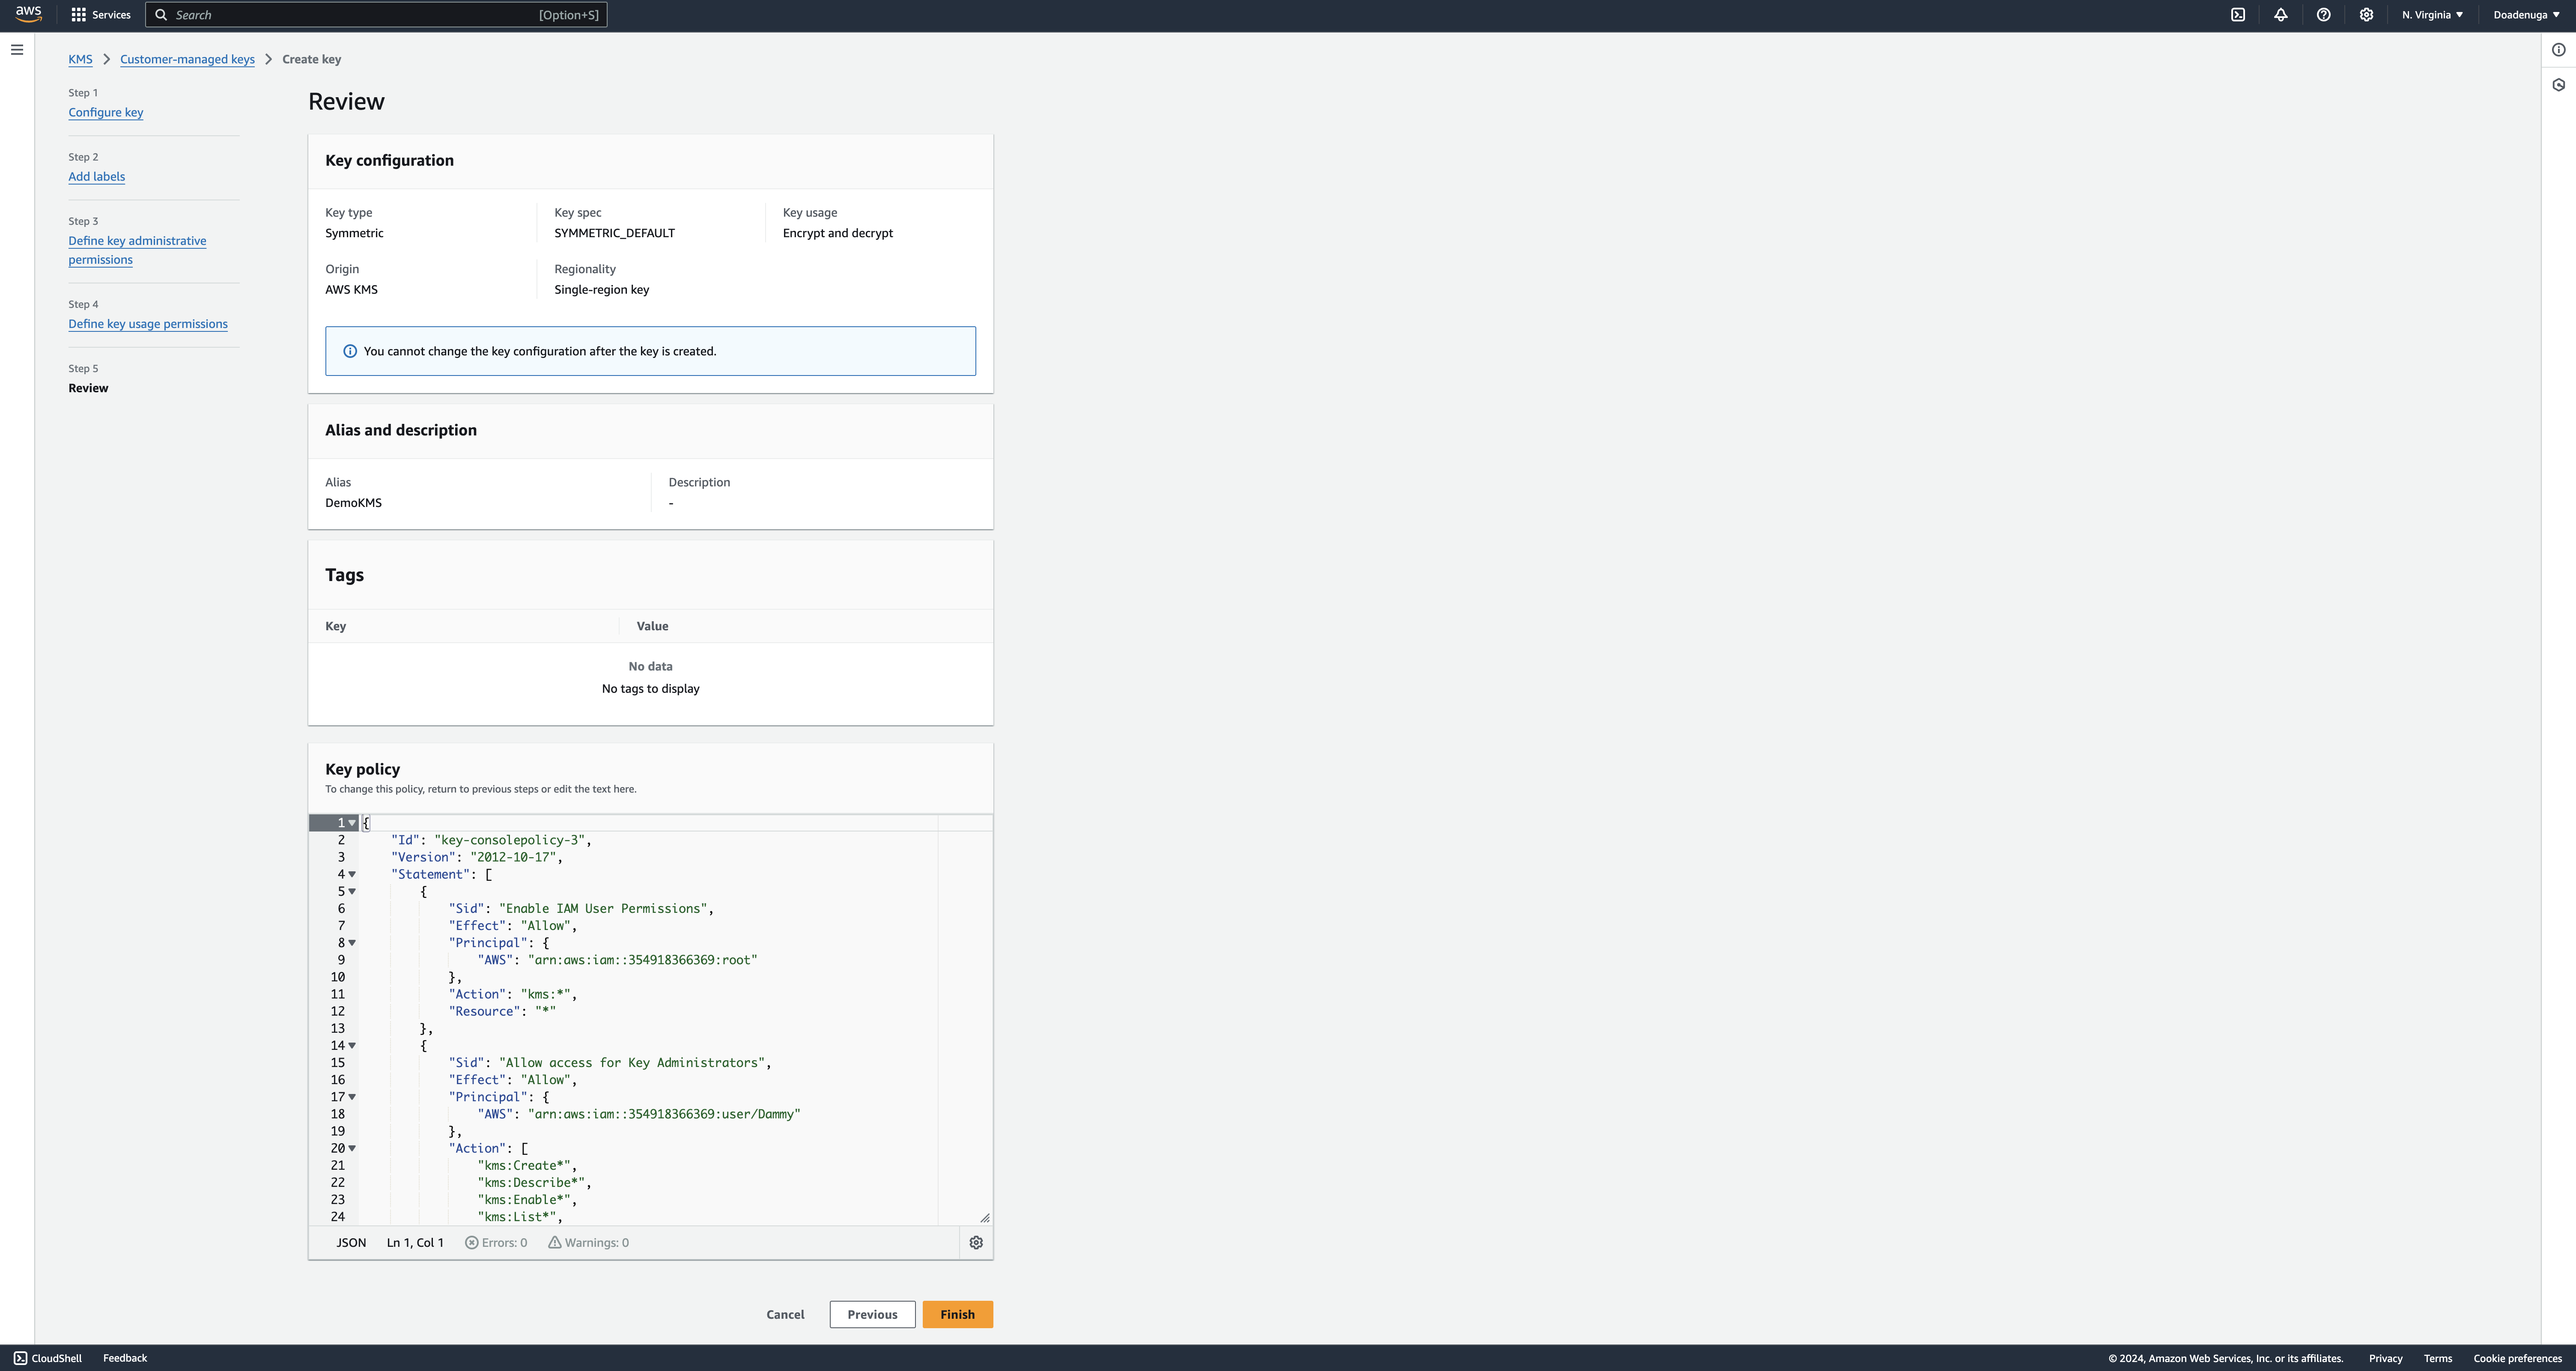 aws
Services
Search
[Option+S]
N. Virginia
Doadenuga
KMS
Customer-managed keys
Create key
Step 1
Configure key
Step 2
Add labels
Step 3
Define key administrative
permissions
Step 4
Define key usage permissions
Step 5
Review
Review
Key configuration
Key type
Symmetric
Key spec
SYMMETRIC_DEFAULT
Key usage
Encrypt and decrypt
Origin
AWS KMS
Regionality
Single-region key
You cannot change the key configuration after the key is created.
Alias and description
Alias
DemoKMS
Description
-
Tags
Key
Value
No data
No tags to display
Key policy
To change this policy, return to previous steps or edit the text here.
1 {
2 "Id": "key-consolepolicy-3",
3 "Version": "2012-10-17",
4 "Statement": [
5 {
6 "Sid": "Enable IAM User Permissions",
7 "Effect": "Allow",
8 "Principal": {
9 "AWS": "arn:aws:iam::354918366369:root"
10 },
11 "Action": "kms:*",
12 "Resource": "*"
13 },
14 {
15 "Sid": "Allow access for Key Administrators",
16 "Effect": "Allow",
17 "Principal": {
18 "AWS": "arn:aws:iam::354918366369:user/Dammy"
19 },
20 "Action": [
21 "kms:Create*",
22 "kms:Describe*",
23 "kms:Enable*",
24 "kms:List*",
JSON
Ln 1, Col 1
Errors: 0
Warnings: 0
Cancel
Previous
Finish
CloudShell
Feedback
© 2024, Amazon Web Services, Inc. or its affiliates.
Privacy
Terms
Cookie preferences